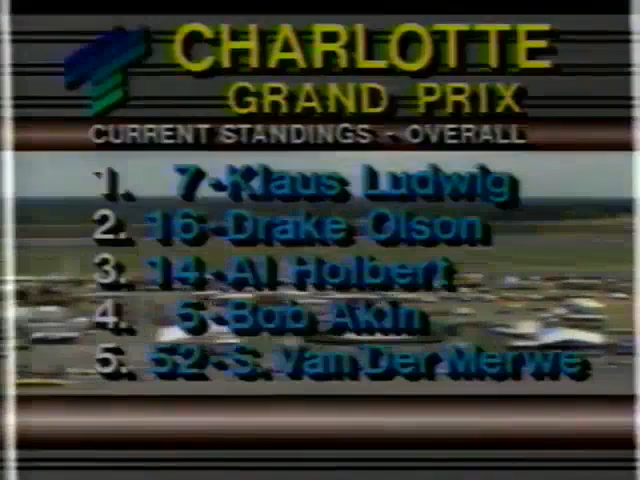 CHARLOTTE
GRAND PRIX
CURRENT STANDINGS - OVERALL
1. 7-Klaus Ludwig
2. 16-Drake Olson
3. 14-Al Holbert
4. 5-Bob Akin
5. 52-S. Van Der Merwe